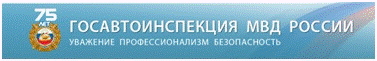 75
ЛЕТ
ГОСАВТОИНСПЕКЦИЯ МВД РОССИИ
УВАЖЕНИЕ ПРОФЕССИОНАЛИЗМ БЕЗОПАСНОСТЬ